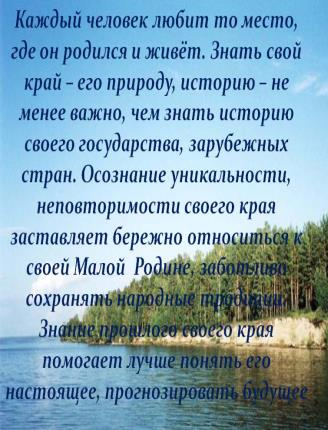 Каждый человек любит то место,
где он родился и живёт. Знать свой
край – его природу, историю – не
менее важно, чем знать историю
своего государства, зарубежных
стран. Осознание уникальности,
неповторимости своего края
заставляет бережно относиться к
своей Малой Родине, заботливо
сохранять народные традиции.
Знание прошлого своего края
помогает лучше понять его
настоящее, прогнозировать будущее